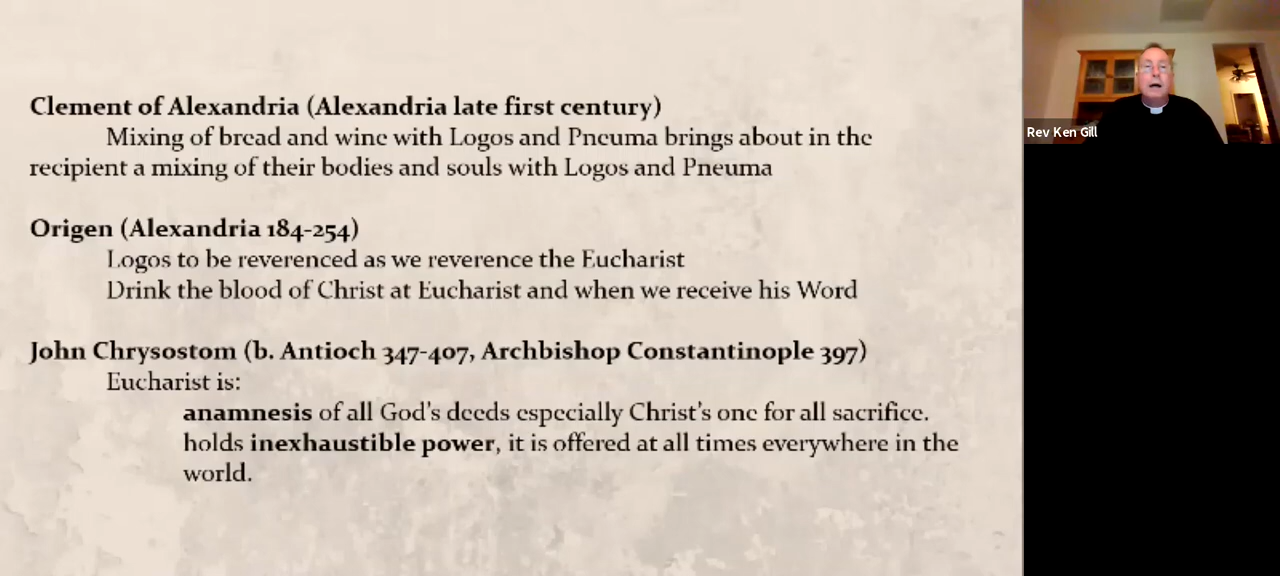 Clement of Alexandria (Alexandria late first century)
Mixing of bread and wine with Logos and Pneuma brings about in the
recipient a mixing of their bodies and souls with Logos and Pneuma
Origen (Alexandria 184-254)
Logos to be reverenced as we reverence the Eucharist
Drink the blood of Christ at Eucharist and when we receive his Word
John Chrysostom (b. Antioch 347-407, Archbishop Constantinople 397)
Eucharist is:
anamnesis of all God's deeds especially Christ's one for all sacrifice.
holds inexhaustible power, it is offered at all times everywhere in the
world.
Rev Ken Gill